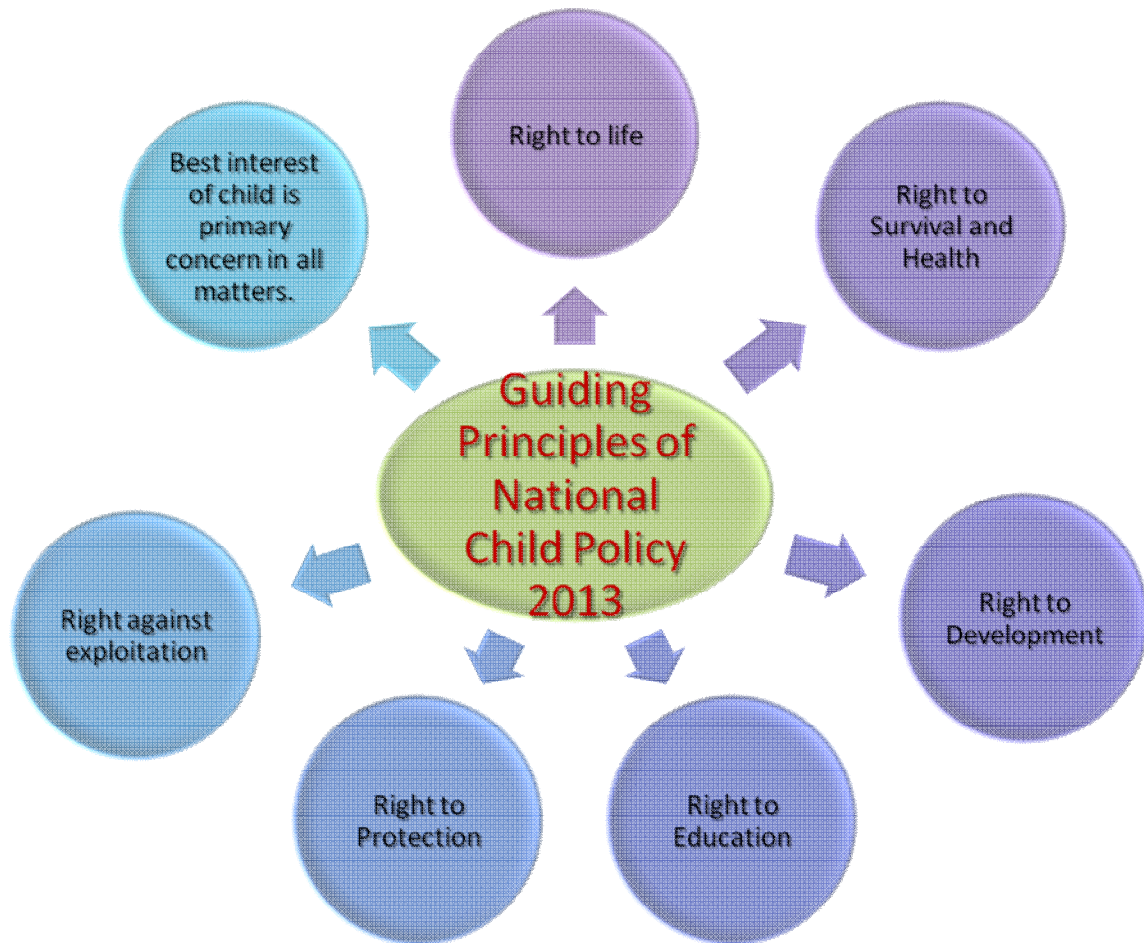 Guiding
Principles of
National
Child Policy
2013
Right to life
Right to
Survival and
Health
Right to
Development
Right to
Education
Right to
Protection
Right against
exploitation
Best interest
of child is
primary
concern in all
matters.